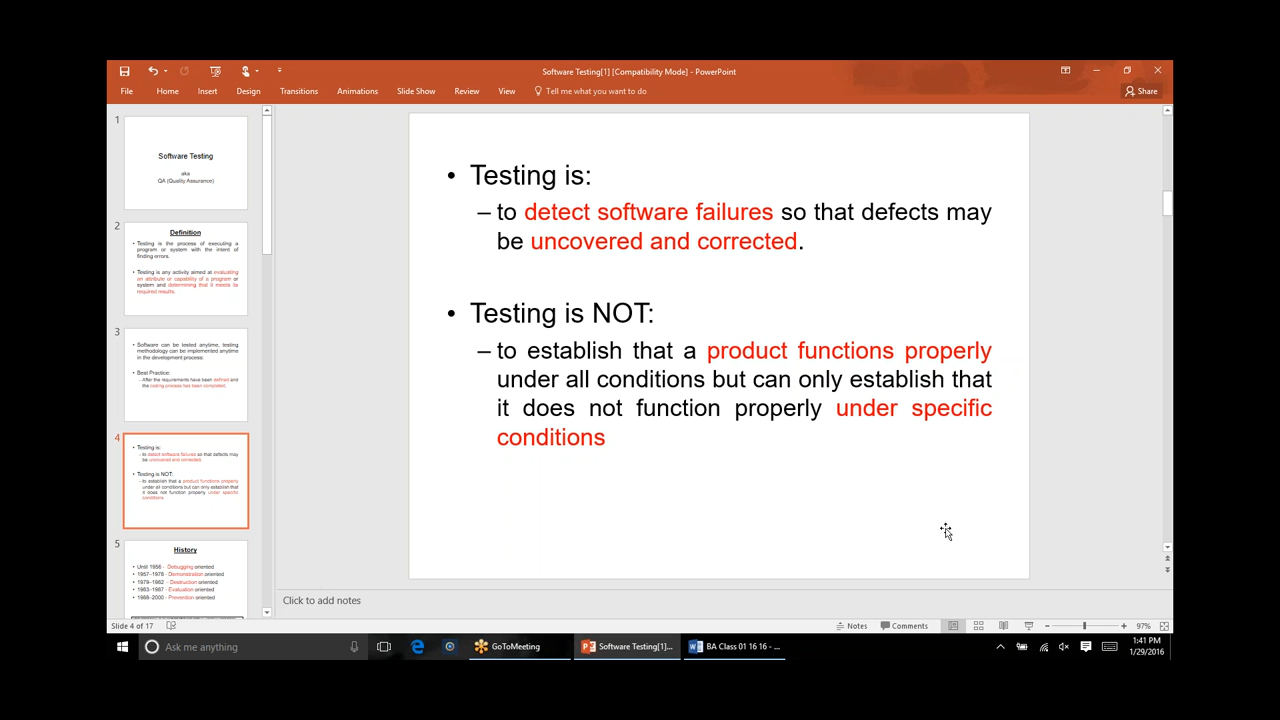 Software Testing[1] [Compatibility Mode] - PowerPoint
File Home Insert Design Transitions Animations Slide Show Review View Tell me what you want to do Share
1
Software Testing
aka
QA (Quality Assurance)
2
Definition
• Testing is the process of executing a
program or system with the intent of
finding errors.
• Testing is any activity aimed at evaluating
an attribute or capability of a program or
system and determining that it meets its
required results.
3
• Software can be tested anytime, testing
methodology can be implemented anytime
in the development process:
• Best Practice:
– After the requirements have been defined and
the coding process has been completed.
4
• Testing is:
– to detect software failures so that defects may
be uncovered and corrected.
• Testing is NOT:
– to establish that a product functions properly
under all conditions but can only establish that
it does not function properly under specific
conditions
5
History
• Until 1956 - Debugging oriented
• 1957–1978 - Demonstration oriented
• 1979–1982 - Destruction oriented
• 1983–1987 - Evaluation oriented
• 1988–2000 - Prevention oriented
• Testing is:
– to detect software failures so that defects may
be uncovered and corrected.
• Testing is NOT:
– to establish that a product functions properly
under all conditions but can only establish that
it does not function properly under specific
conditions
Click to add notes
Slide 4 of 17 Notes Comments 97%
Ask me anything GoToMeeting Software Testing[1]... BA Class 01 16 16 - ... 1:41 PM
1/29/2016